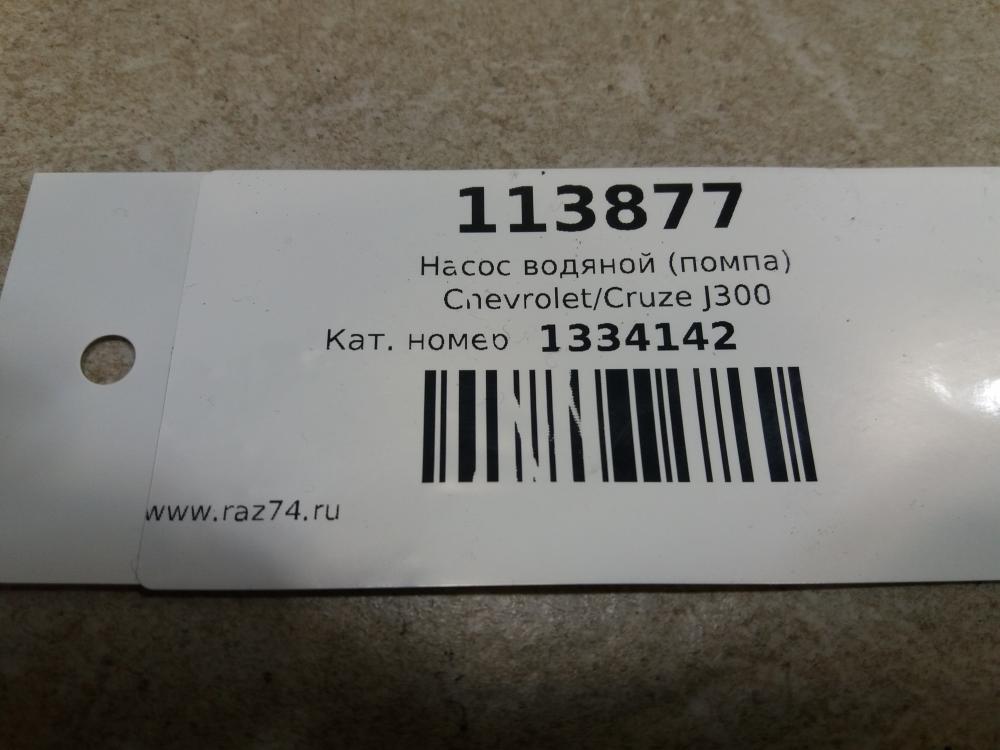 113877
Насос водяной (помпа)
Chevrolet/Cruze J300
Кат. номер 1334142
www.raz74.ru